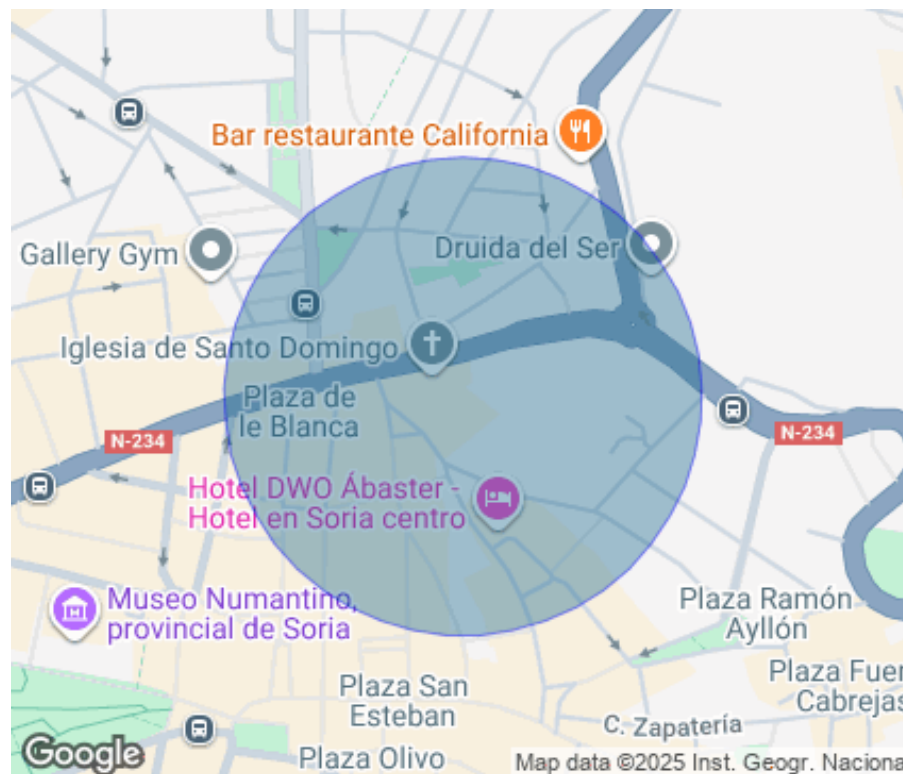 Bar restaurante California
Gallery Gym
Druida del Ser
Iglesia de Santo Domingo
Plaza de
le Blanca
N-234
N-234
Hotel DWO Ábaster -
Hotel en Soria centro
Museo Numantino,
provincial de Soria
Plaza Ramón
Ayllón
Plaza San
Esteban
Plaza Fuer
Cabrejas
C. Zapatería
Plaza Olivo
Google
Map data ©2025 Inst. Geogr. Naciona